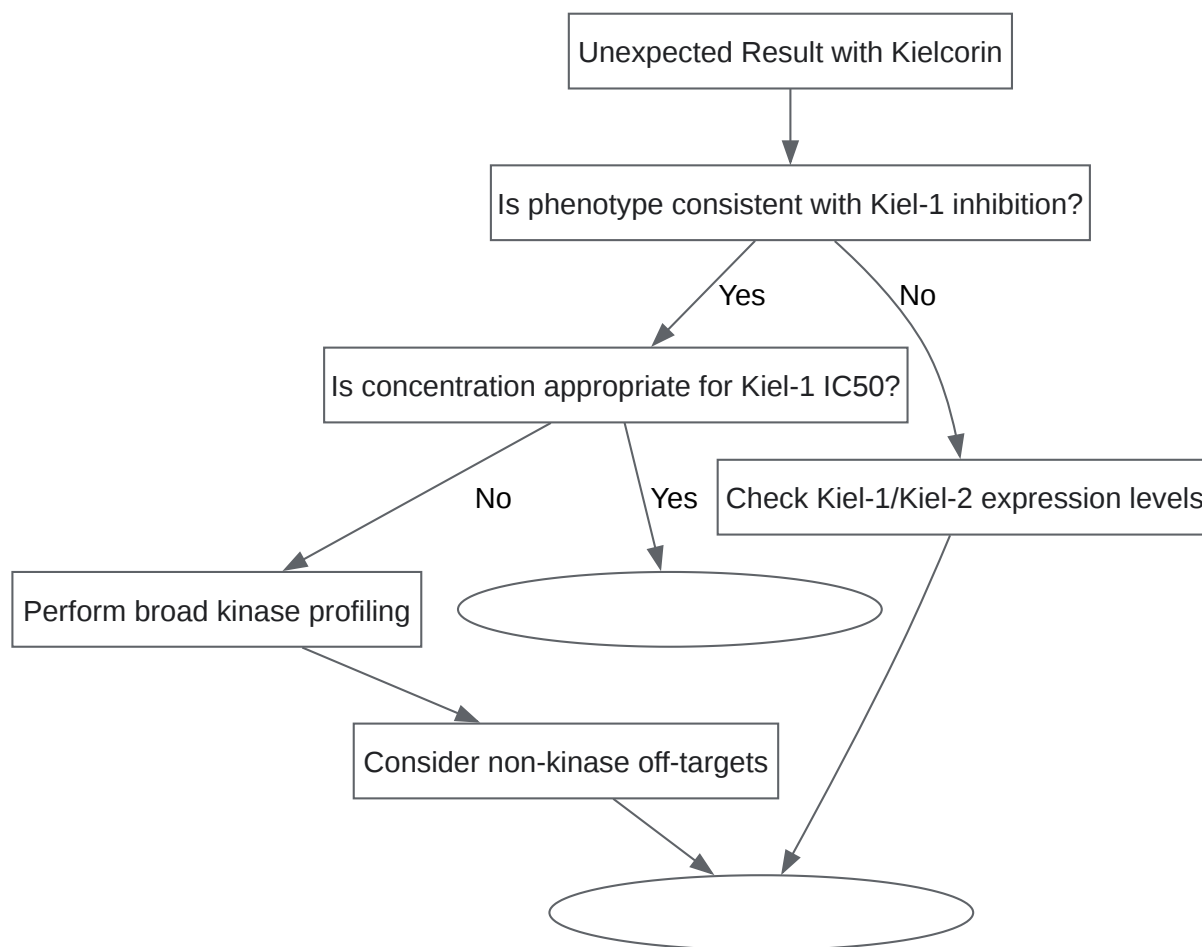 Unexpected Result with Kielcorin
Is phenotype consistent with Kiel-1 inhibition?
Yes
No
Is concentration appropriate for Kiel-1 IC50?
No
Yes
Check Kiel-1/Kiel-2 expression levels
Perform broad kinase profiling
Consider non-kinase off-targets